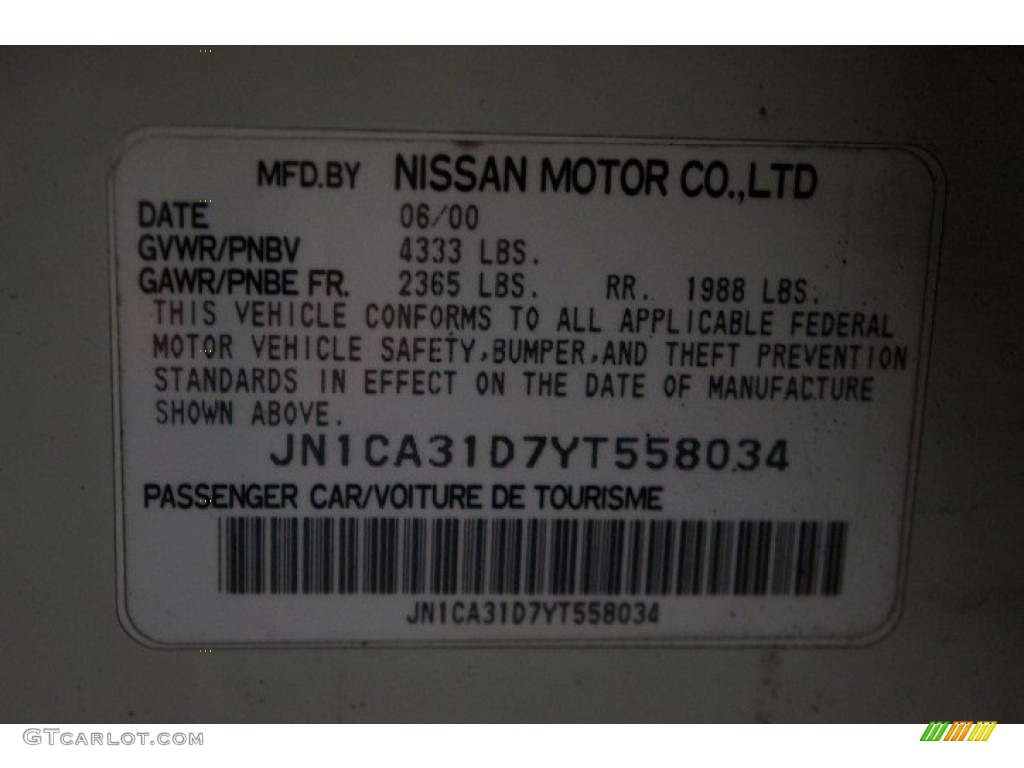 MFD.BY NISSAN MOTOR CO.,LTD
DATE 06/00
GVWR/PNBV 4333 LBS.
GAWR/PNBE FR. 2365 LBS. RR. 1988 LBS.
THIS VEHICLE CONFORMS TO ALL APPLICABLE FEDERAL
MOTOR VEHICLE SAFETY,BUMPER,AND THEFT PREVENTION
STANDARDS IN EFFECT ON THE DATE OF MANUFACTURE
SHOWN ABOVE.
JN1CA31D7YT558034
PASSENGER CAR/VOITURE DE TOURISME
JN1CA31D7YT558034
GTCARLOT.COM